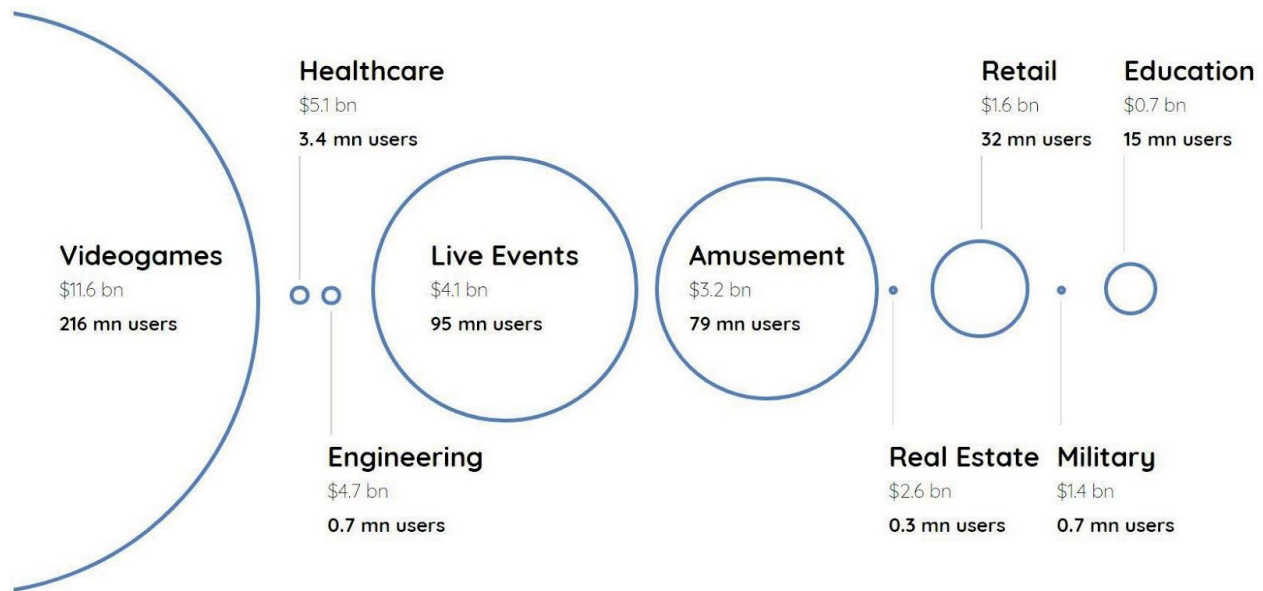 Healthcare
$5.1 bn
3.4 mn users
Retail
$1.6 bn
32 mn users
Education
$0.7 bn
15 mn users
Videogames
$11.6 bn
216 mn users
Live Events
$4.1 bn
95 mn users
Amusement
$3.2 bn
79 mn users
Engineering
$4.7 bn
0.7 mn users
Real Estate
$2.6 bn
0.3 mn users
Military
$1.4 bn
0.7 mn users